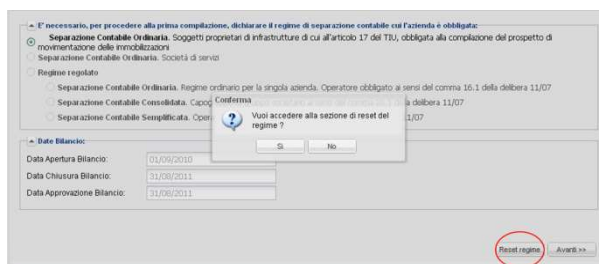 E' necessario, per procedere alla prima compilazione, dichiarare il regime di separazione contabile cui l'azienda è obbligata:
Separazione Contabile Ordinaria. Soggetti proprietari di infrastrutture di cui all'articolo 17 del TIU, obbligata alla compilazione del prospetto di
movimentazione delle immobilizzazioni
Separazione Contabile Ordinaria. Società di servizi
Regime regolato
Separazione Contabile Ordinaria. Regime ordinario per la singola azienda. Operatore obbligato ai sensi del comma 16.1 della delibera 11/07
Separazione Contabile Consolidata. Capog
a delibera 11/07
Separazione Contabile Semplificata. Oper
1/07
Conferma
Vuoi accedere alla sezione di reset del
regime ?
Si No
Date Bilancio:
Data Apertura Bilancio: 01/09/2010
Data Chiusura Bilancio: 31/08/2011
Data Approvazione Bilancio: 31/08/2011
Reset regime Avanti >>